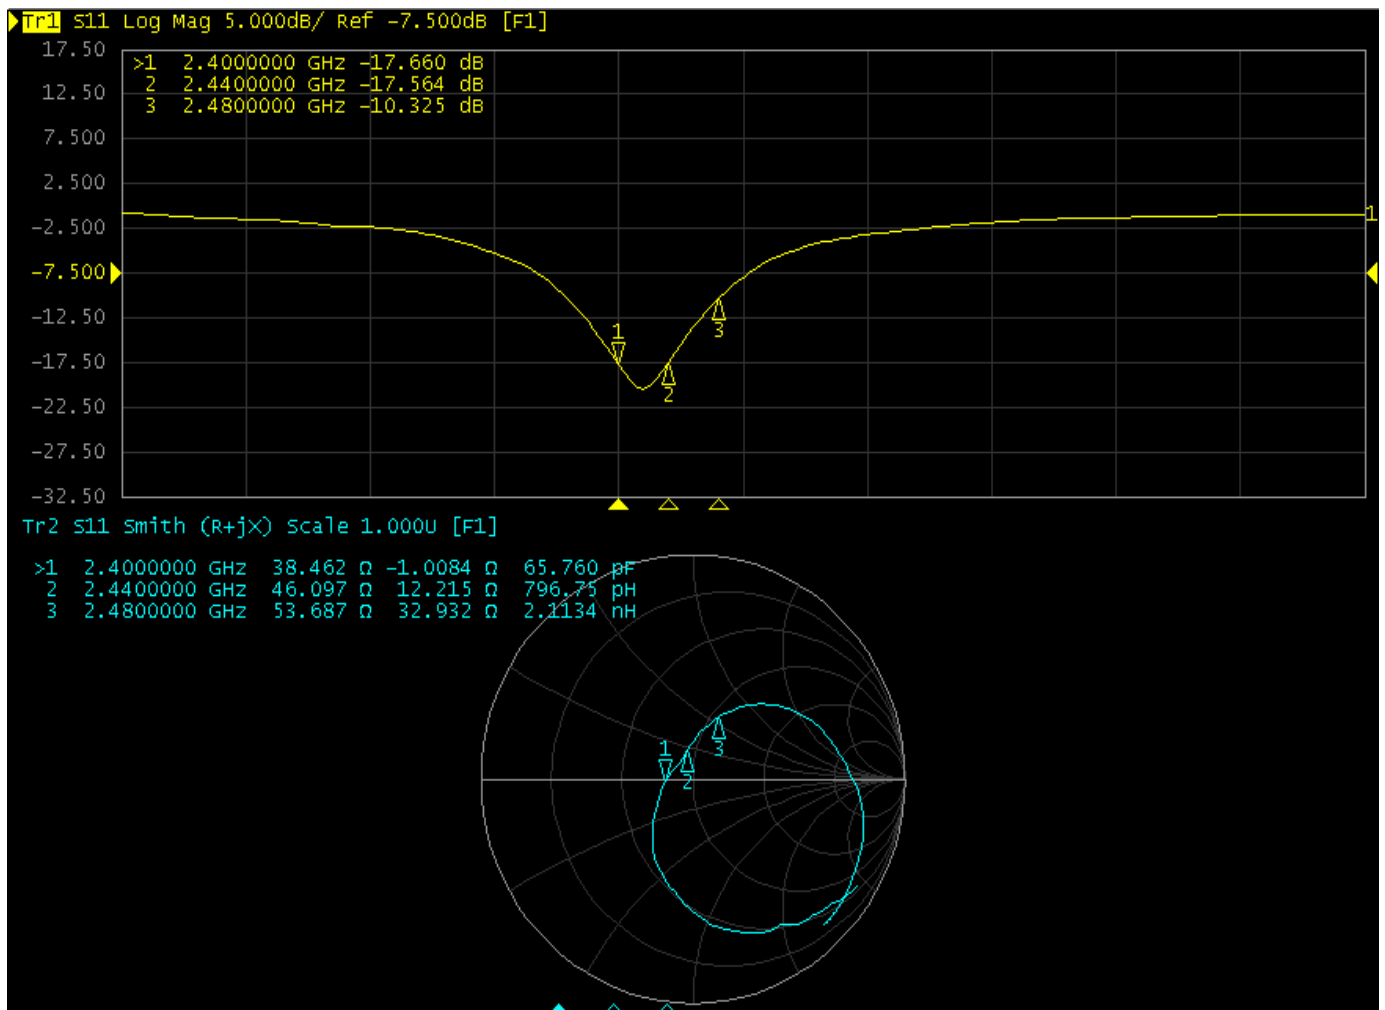 Tr1 S11 Log Mag 5.000dB/ Ref -7.500dB [F1]
17.50
>1 2.4000000 GHz -17.660 dB
2 2.4400000 GHz -17.564 dB
12.50
3 2.4800000 GHz -10.325 dB
7.500
2.500
1
-2.500
-7.500
-12.50
1
3
-17.50
2
-22.50
-27.50
-32.50
Tr2 S11 Smith (R+jX) Scale 1.000U [F1]
>1 2.4000000 GHz 38.462 Ω -1.0084 Ω 65.760 pF
2 2.4400000 GHz 46.097 Ω 12.215 Ω 796.75 pH
3 2.4800000 GHz 53.687 Ω 32.932 Ω 2.1134 nH
1
3
2